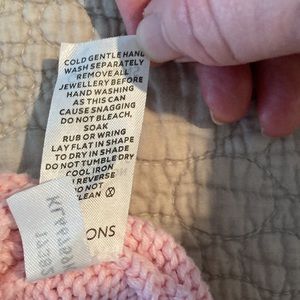 COLD GENTLE HAND
WASH SEPARATELY
REMOVE ALL
JEWELLERY BEFORE
HAND WASHING
AS THIS CAN
CAUSE SNAGGING
DO NOT BLEACH,
SOAK
RUB OR WRING
LAY FLAT IN SHAPE
TO DRY IN SHADE
DO NOT TUMBLE DRY
COOL IRON
REVERSE
DO NOT
CLEAN
SNO